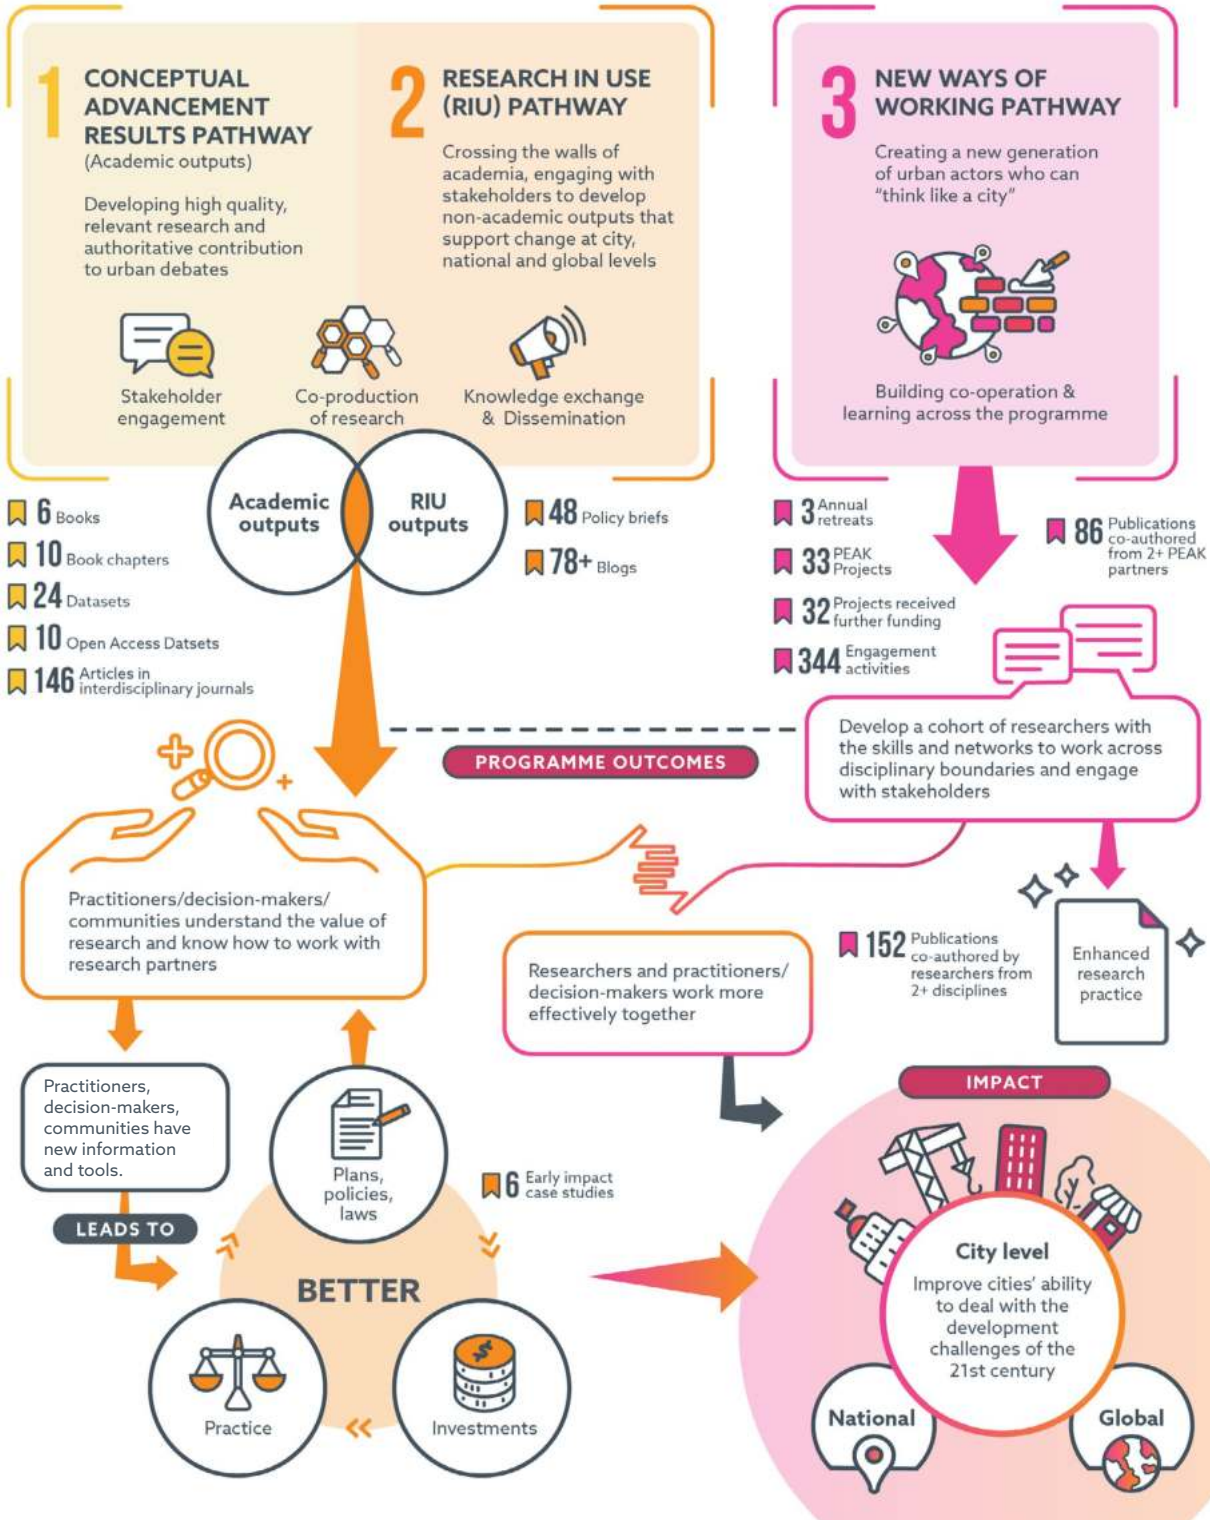 1
CONCEPTUAL
ADVANCEMENT
RESULTS PATHWAY
(Academic outputs)
Developing high quality,
relevant research and
authoritative contribution
to urban debates
2
RESEARCH IN USE
(RIU) PATHWAY
Crossing the walls of
academia, engaging with
stakeholders to develop
non-academic outputs that
support change at city,
national and global levels
Stakeholder
engagement
Co-production
of research
Knowledge exchange
& Dissemination
3
NEW WAYS OF
WORKING PATHWAY
Creating a new generation
of urban actors who can
"think like a city"
Building co-operation &
learning across the programme
Academic
outputs
RIU
outputs
6 Books
10 Book chapters
24 Datasets
10 Open Access Datsets
146 Articles in
interdisciplinary journals
48 Policy briefs
78+ Blogs
3 Annual
retreats
33 PEAK
Projects
32 Projects received
further funding
344 Engagement
activities
86 Publications
co-authored
from 2+ PEAK
partners
PROGRAMME OUTCOMES
Develop a cohort of researchers with
the skills and networks to work across
disciplinary boundaries and engage
with stakeholders
Practitioners/decision-makers/
communities understand the value of
research and know how to work with
research partners
Researchers and practitioners/
decision-makers work more
effectively together
152 Publications
co-authored by
researchers from
2+ disciplines
Enhanced
research
practice
Practitioners,
decision-makers,
communities have
new information
and tools.
LEADS TO
Plans,
policies,
laws
6 Early impact
case studies
BETTER
$
Practice
Investments
IMPACT
City level
Improve cities' ability
to deal with the
development
challenges of the
21st century
National
Global